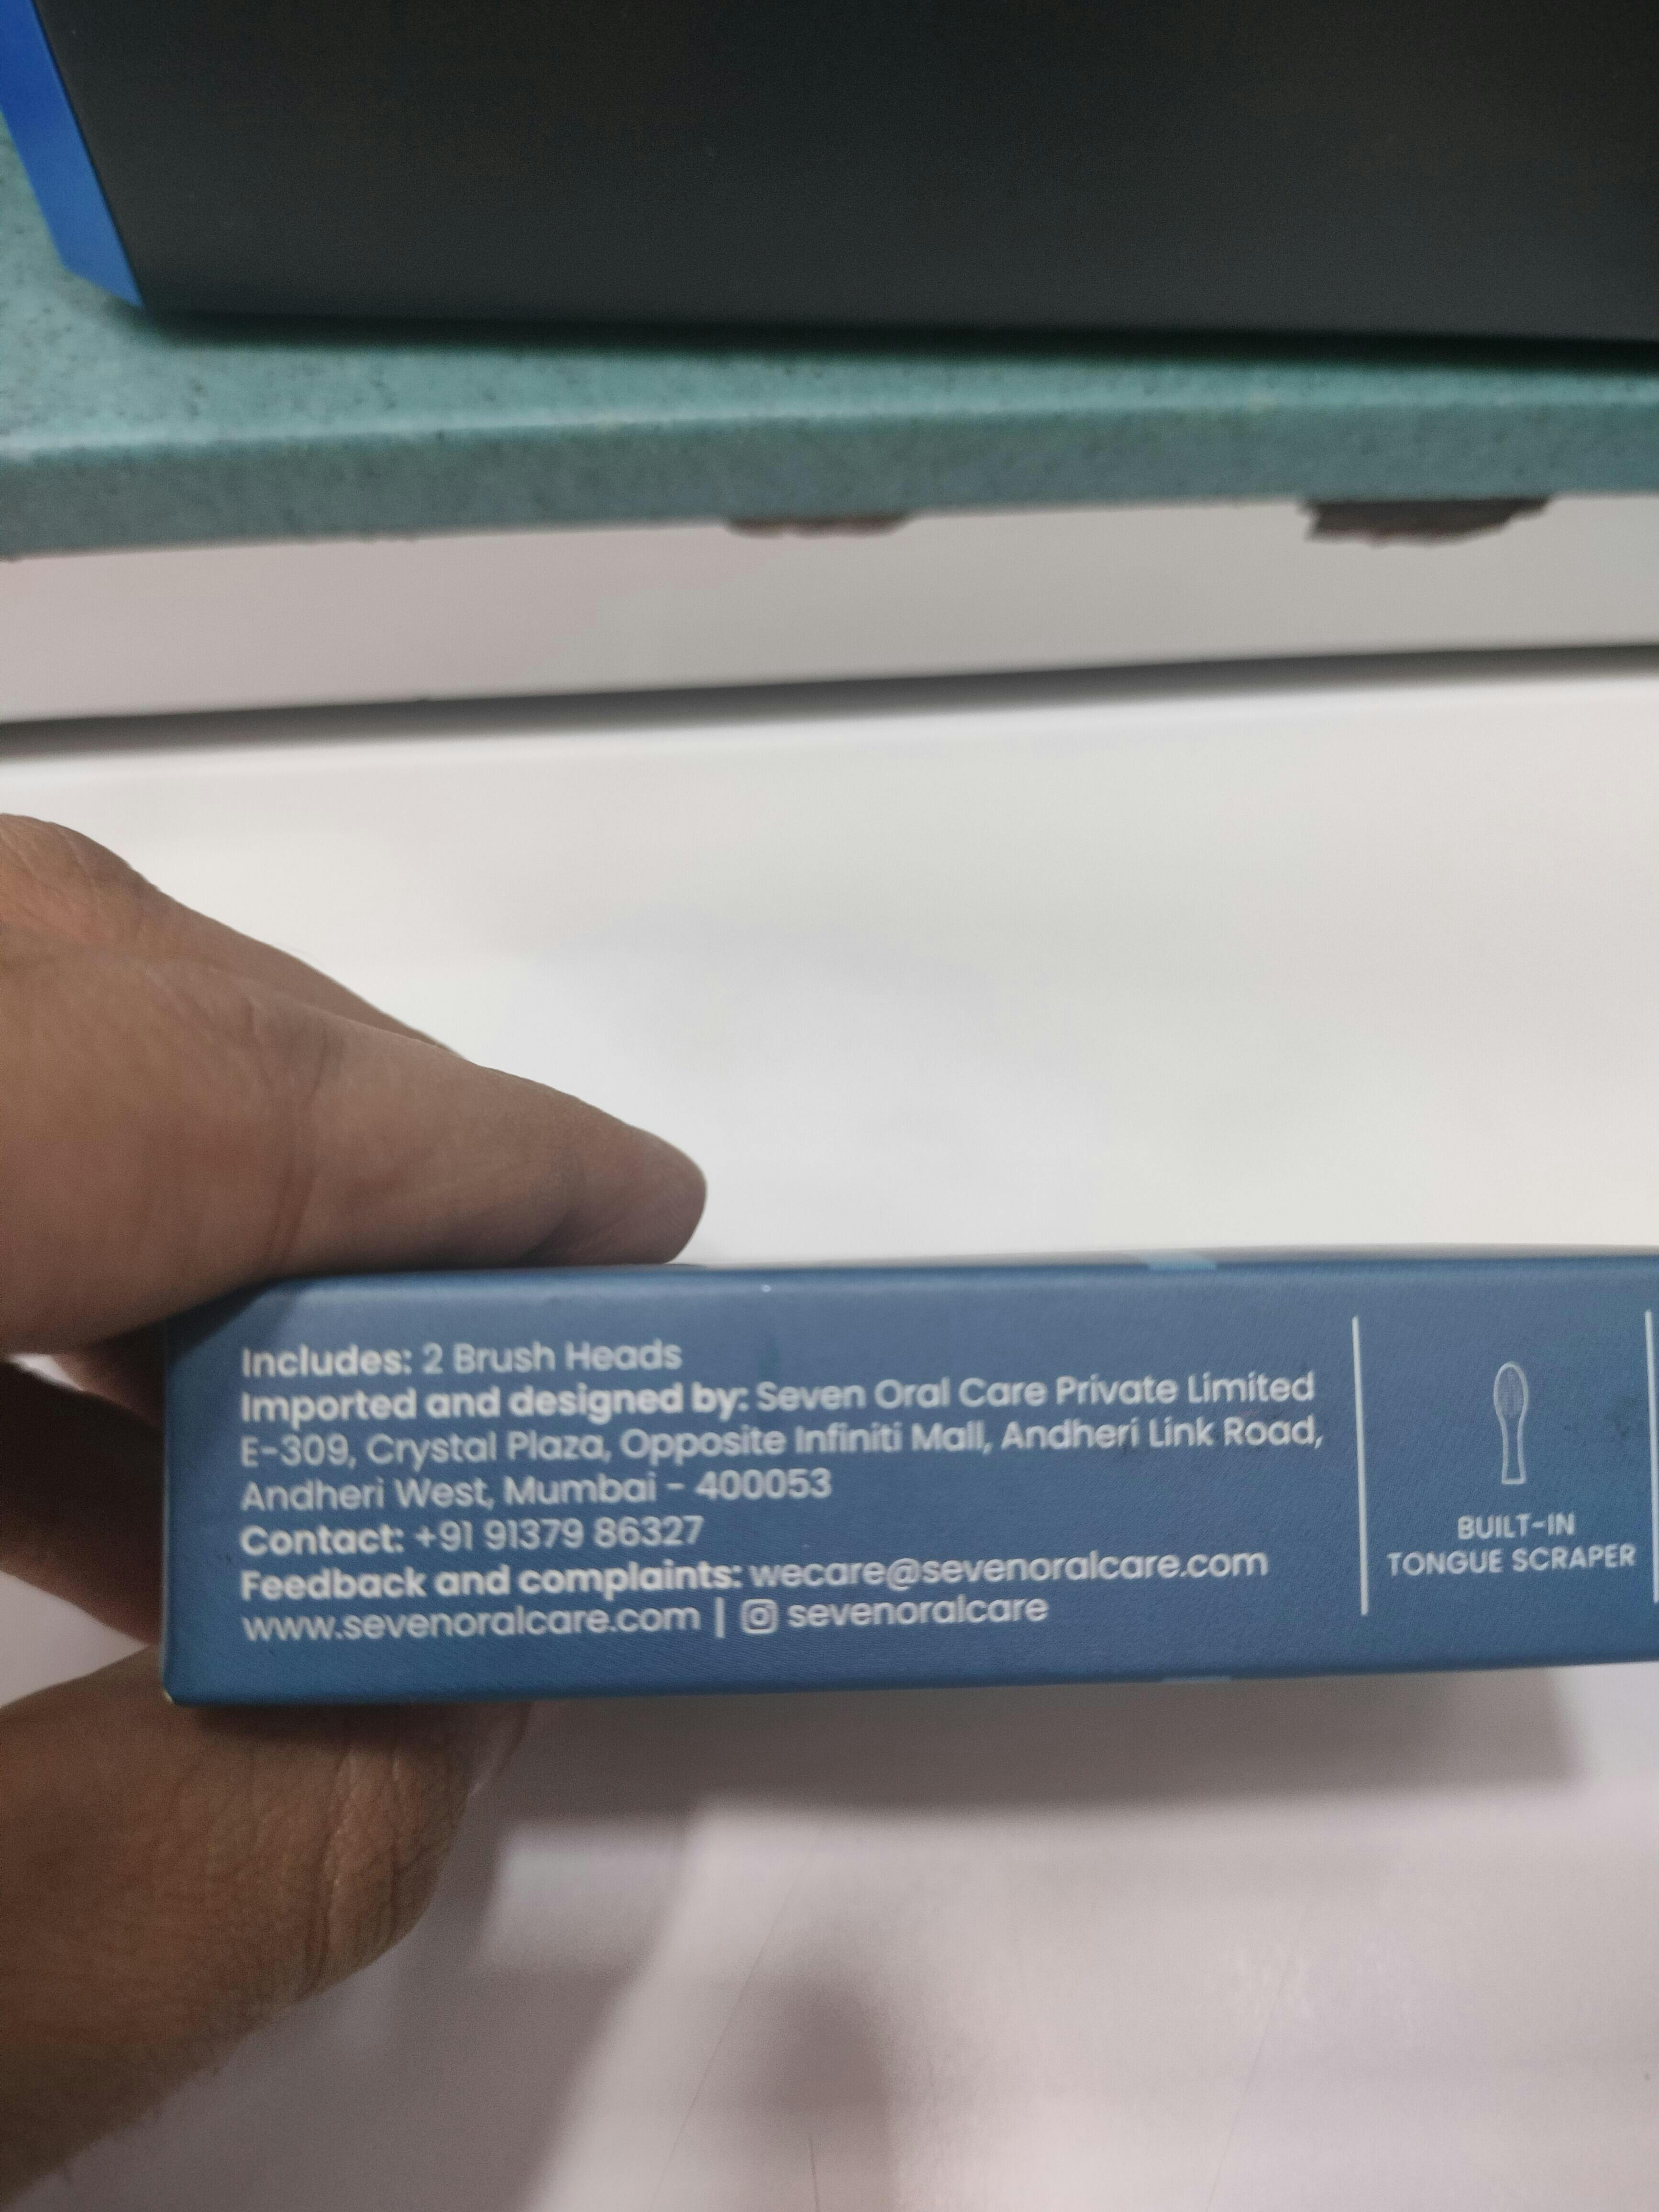 Includes: 2 Brush Heads
Imported and designed by: Seven Oral Care Private Limited
E-309, Crystal Plaza, Opposite Infiniti Mall, Andheri Link Road,
Andheri West, Mumbai - 400053
Contact: +91 91379 86327
Feedback and complaints: wecare@sevenoralcare.com
www.sevenoralcare.com | sevenoralcare
BUILT-IN
TONGUE SCRAPER